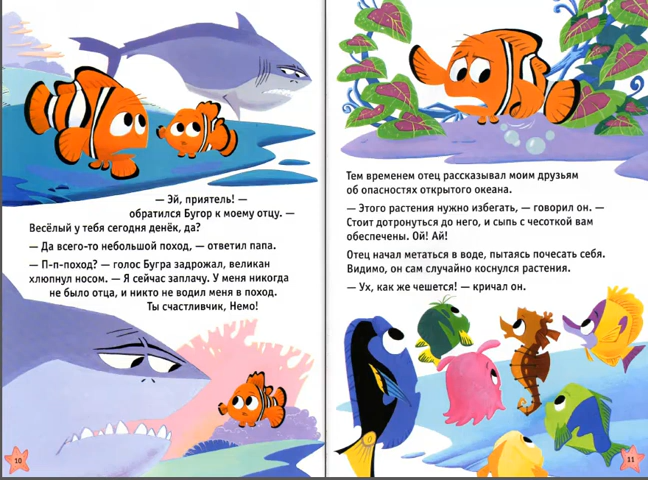 — Эй, приятель! —
обратился Бугор к моему отцу. —
Весёлый у тебя сегодня денёк, да?
— Да всего-то небольшой поход, — ответил папа.
— П-п-поход? — голос Бугра задрожал, великан
хлюпнул носом. — Я сейчас заплачу. У меня никогда
не было отца, и никто не водил меня в поход.
Ты счастливчик, Немо!
10
Тем временем отец рассказывал моим друзьям
об опасностях открытого океана.
— Этого растения нужно избегать, — говорил он. —
Стоит дотронуться до него, и сыпь с чесоткой вам
обеспечены. Ой! Ай!
Отец начал метаться в воде, пытаясь почесать себя.
Видимо, он сам случайно коснулся растения.
— Ух, как же чешется! — кричал он.
11